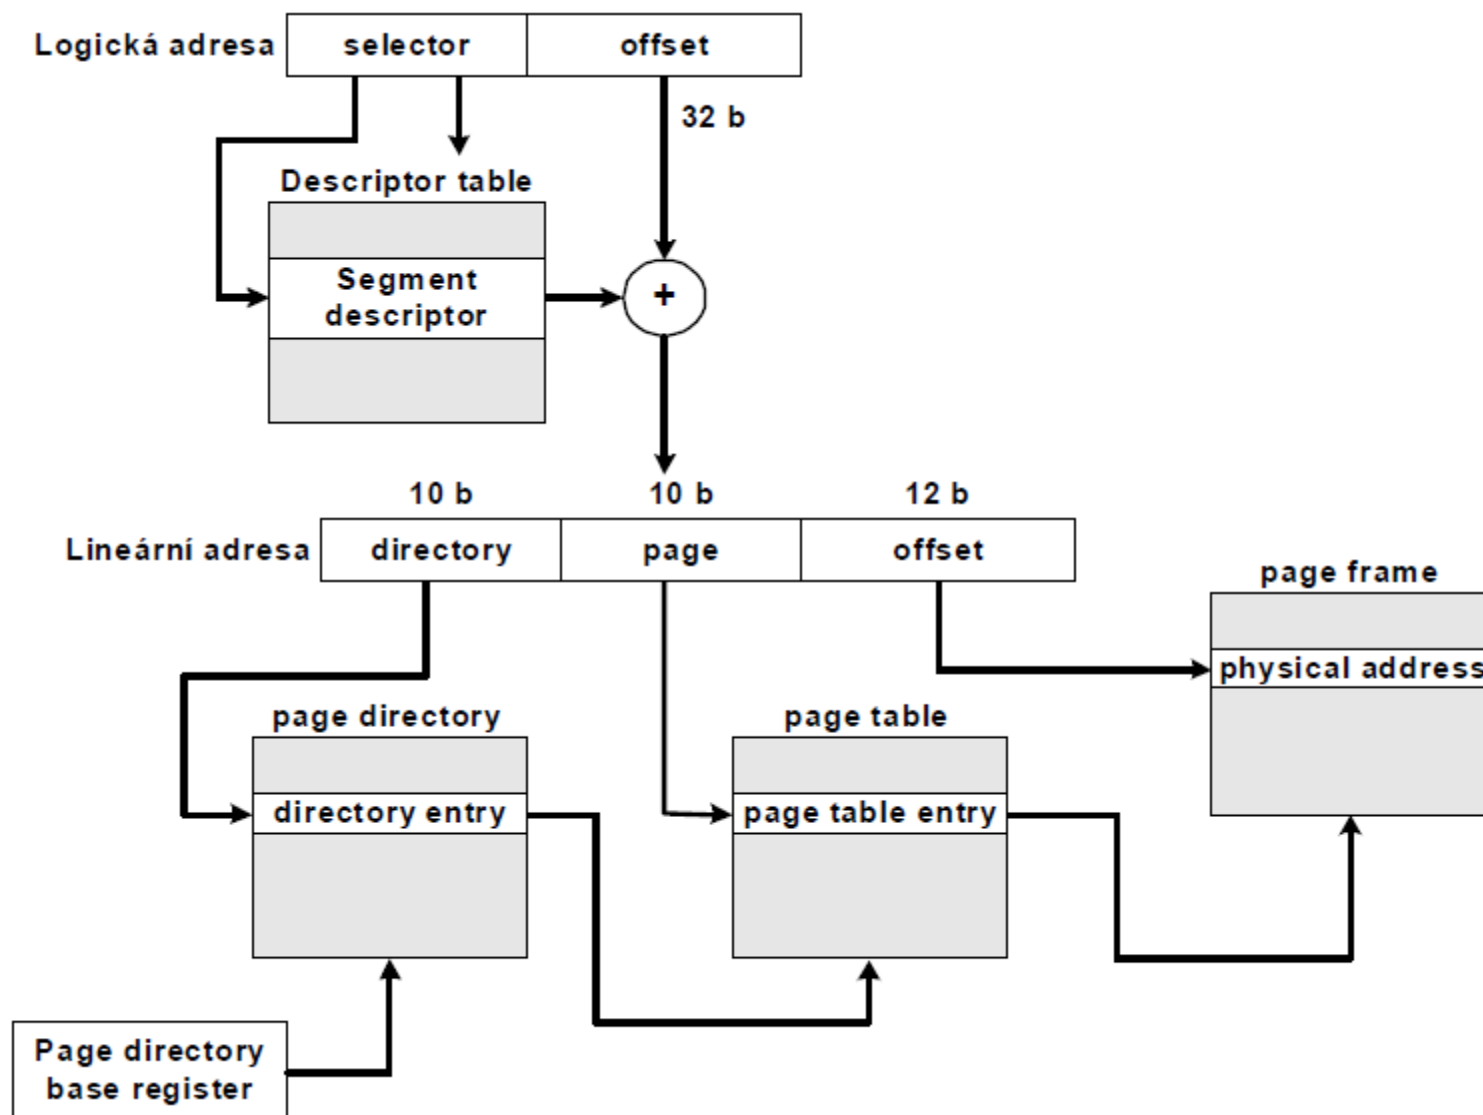 Logická adresa
selector
offset
32 b
Descriptor table
Segment
descriptor
+
10 b
10 b
12 b
Lineární adresa
directory
page
offset
page frame
physical address
page directory
page table
directory entry
page table entry
Page directory
base register